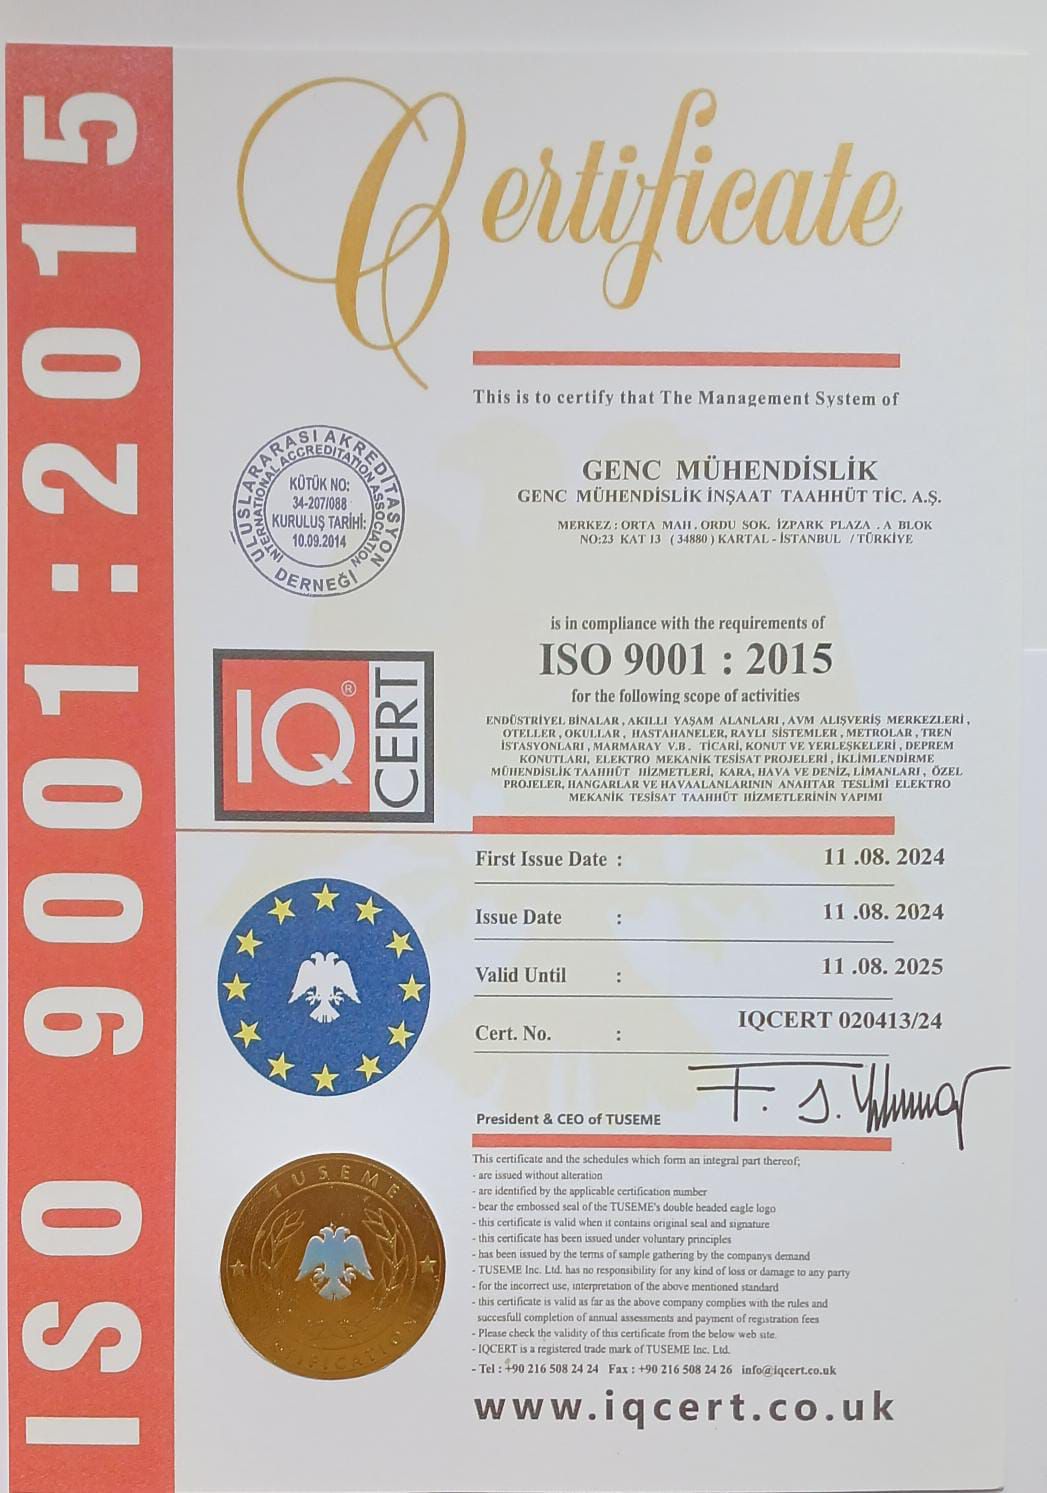 ISO 9001:2015
Certificate
This is to certify that The Management System of
ULUSLARARASI AKREDİTASYON DERNEĞİ
INTERNATIONAL ACCREDITATION ASSOCIATION
KÜTÜK NO:
34-207/088
KURULUŞ TARİHİ:
10.09.2014
GENC MÜHENDİSLİK
GENC MÜHENDİSLİK İNŞAAT TAAHHÜT TİC. A.Ş.
MERKEZ : ORTA MAH . ORDU SOK. İZPARK PLAZA . A BLOK
NO:23 KAT 13 ( 34880 ) KARTAL - İSTANBUL / TÜRKİYE
is in compliance with the requirements of
ISO 9001 : 2015
for the following scope of activities
IQ® CERT
ENDÜSTRİYEL BİNALAR , AKILLI YAŞAM ALANLARI , AVM ALIŞVERİŞ MERKEZLERİ ,
OTELLER , OKULLAR , HASTAHANELER, RAYLI SİSTEMLER , METROLAR , TREN
İSTASYONLARI , MARMARAY V.B . TİCARİ, KONUT VE YERLEŞKELERİ , DEPREM
KONUTLARI, ELEKTRO MEKANİK TESİSAT PROJELERİ , İKLİMLENDİRME
MÜHENDİSLİK TAAHHÜT HİZMETLERİ, KARA, HAVA VE DENİZ, LİMANLARI , ÖZEL
PROJELER, HANGARLAR VE HAVAALANLARININ ANAHTAR TESLİMİ ELEKTRO
MEKANİK TESİSAT TAAHHÜT HİZMETLERİNİN YAPIMI
First Issue Date : 11 .08. 2024
Issue Date : 11 .08. 2024
Valid Until : 11 .08. 2025
Cert. No. : IQCERT 020413/24
President & CEO of TUSEME
TUSEME
This certificate and the schedules which form an integral part thereof;
- are issued without alteration
- are identified by the applicable certification number
- bear the embossed seal of the TUSEME's double headed eagle logo
- this certificate is valid when it contains original seal and signature
- this certificate has been issued under voluntary principles
- has been issued by the terms of sample gathering by the companys demand
- TUSEME Inc. Ltd. has no responsibility for any kind of loss or damage to any party
- for the incorrect use, interpretation of the above mentioned standard
- this certificate is valid as far as the above company complies with the rules and
succesfull completion of annual assessments and payment of registration fees
- Please check the validity of this certificate from the below web site.
- IQCERT is a registered trade mark of TUSEME Inc. Ltd.
- Tel : +90 216 508 24 24 Fax : +90 216 508 24 26 info@iqcert.co.uk
www.iqcert.co.uk